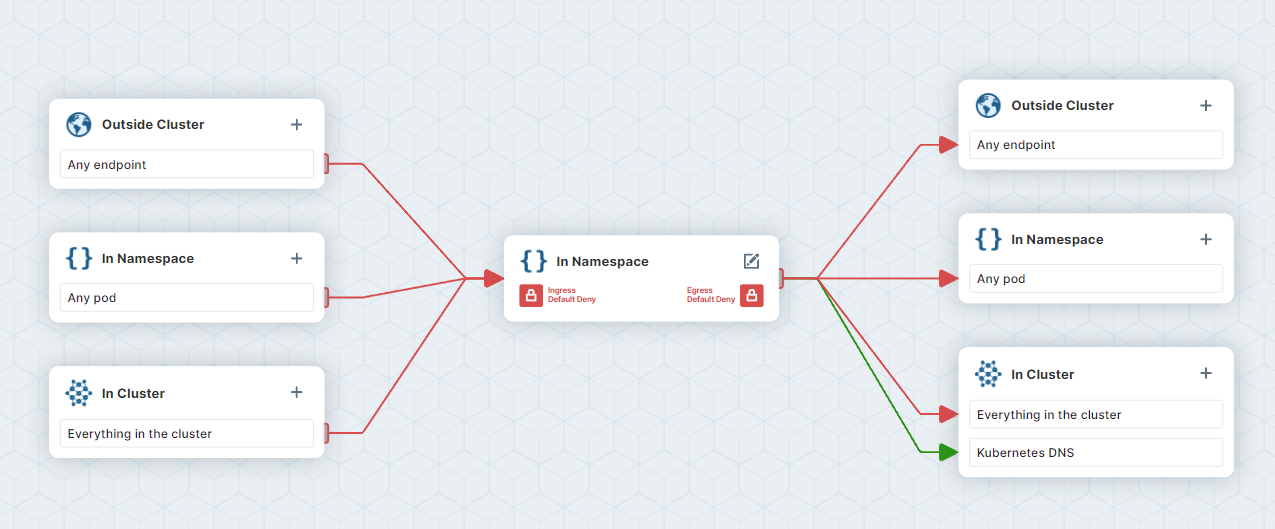 Outside Cluster
Any endpoint
In Namespace
Any pod
In Cluster
Everything in the cluster
In Namespace
Ingress
Default Deny
Egress
Default Deny
Outside Cluster
Any endpoint
In Namespace
Any pod
In Cluster
Everything in the cluster
Kubernetes DNS